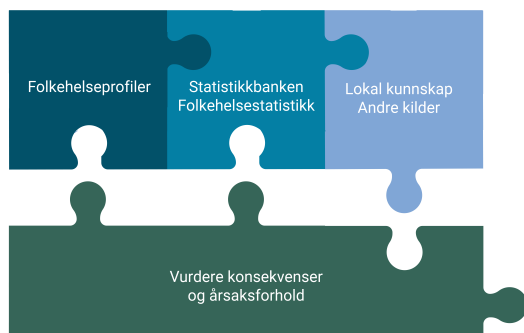 Folkehelseprofiler
Statistikkbanken
Folkehelsestatistikk
Lokal kunnskap
Andre kilder
Vurdere konsekvenser
og årsaksforhold